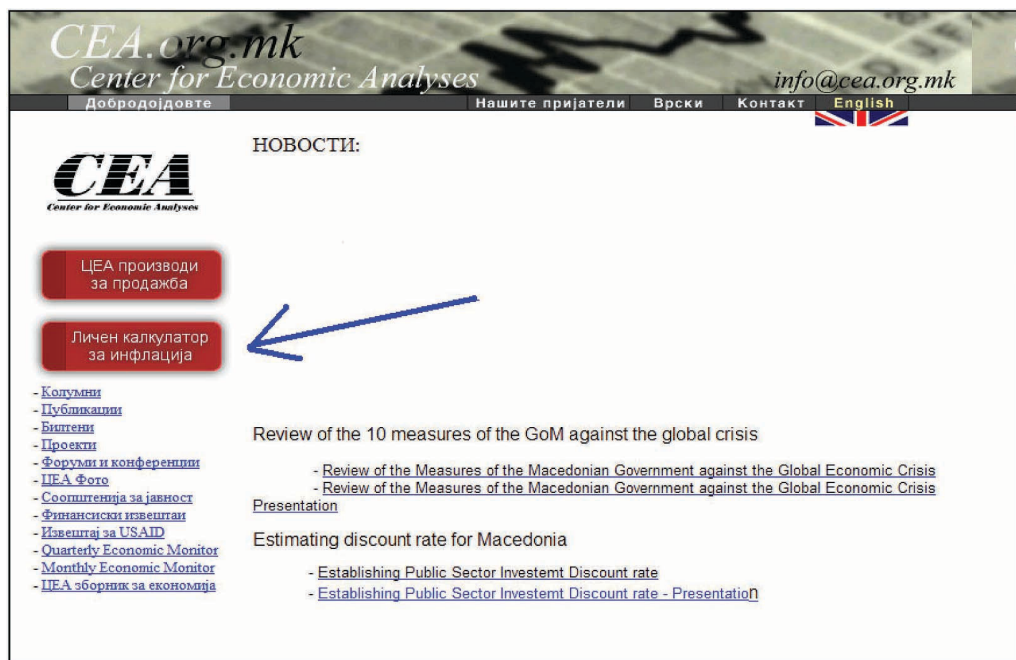 CEA.org.mk
Center for Economic Analyses
info@cea.org.mk
Добродојдовте
Нашите пријатели
Врски
Контакт
English
НОВОСТИ:
CEA
Center for Economic Analyses
ЦЕА производи
за продажба
Личен калкулатор
за инфлација
- Колумни
- Публикации
- Билтени
- Проекти
- Форуми и конференции
- ЦЕА Фото
- Соопштенија за јавност
- Финансиски извештаи
- Извештај за USAID
- Quarterly Economic Monitor
- Monthly Economic Monitor
- ЦЕА зборник за економија
Review of the 10 measures of the GoM against the global crisis
- Review of the Measures of the Macedonian Government against the Global Economic Crisis
- Review of the Measures of the Macedonian Government against the Global Economic Crisis
Presentation
Estimating discount rate for Macedonia
- Establishing Public Sector Investemt Discount rate
- Establishing Public Sector Investemt Discount rate - Presentation